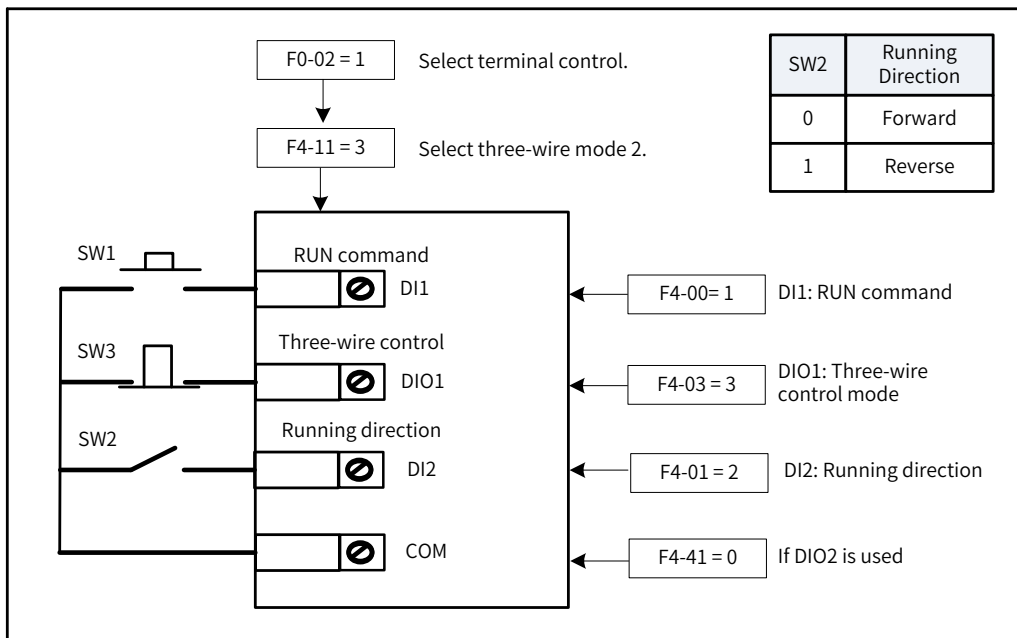 F0-02 = 1
Select terminal control.
SW2
Running
Direction
0
Forward
1
Reverse
F4-11 = 3
Select three-wire mode 2.
SW1
RUN command
DI1
F4-00= 1
DI1: RUN command
SW3
Three-wire control
DIO1
F4-03 = 3
DIO1: Three-wire
control mode
SW2
Running direction
DI2
F4-01 = 2
DI2: Running direction
COM
F4-41 = 0
If DIO2 is used